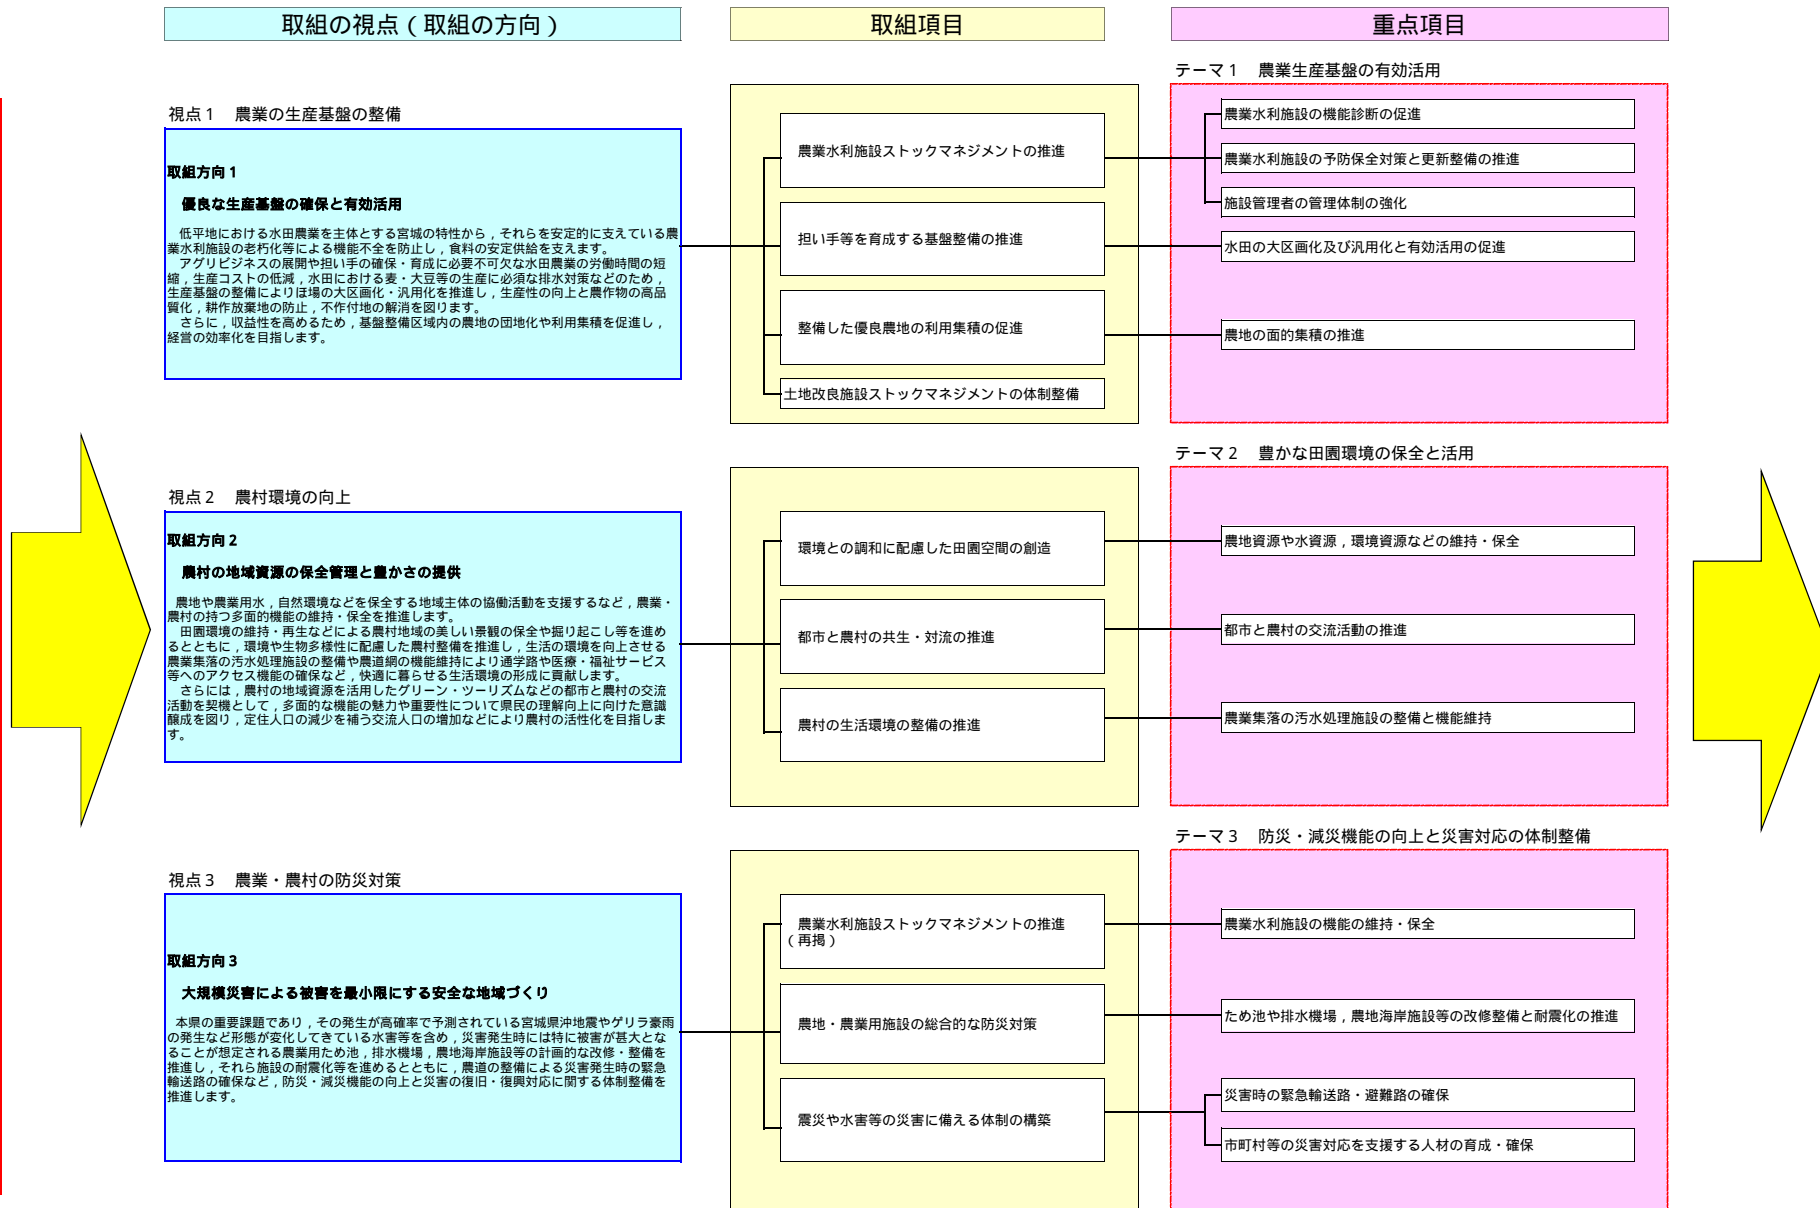 取組の視点（取組の方向）
取組項目
重点項目
視点１　農業の生産基盤の整備
取組方向１
優良な生産基盤の確保と有効活用
低平地における水田農業を主体とする宮城の特性から，それらを安定的に支えている農
業水利施設の老朽化等による機能不全を防止し，食料の安定供給を支えます。
アグリビジネスの展開や担い手の確保・育成に必要不可欠な水田農業の労働時間の短
縮，生産コストの低減，水田における麦・大豆等の生産に必須な排水対策などのため，
生産基盤の整備によりほ場の大区画化・汎用化を推進し，生産性の向上と農作物の高品
質化，耕作放棄地の防止，不作付地の解消を図ります。
さらに，収益性を高めるため，基盤整備区域内の農地の団地化や利用集積を促進し，
経営の効率化を目指します。
農業水利施設ストックマネジメントの推進
担い手等を育成する基盤整備の推進
整備した優良農地の利用集積の促進
土地改良施設ストックマネジメントの体制整備
テーマ１　農業生産基盤の有効活用
農業水利施設の機能診断の促進
農業水利施設の予防保全対策と更新整備の推進
施設管理者の管理体制の強化
水田の大区画化及び汎用化と有効活用の促進
農地の面的集積の推進
視点２　農村環境の向上
取組方向２
農村の地域資源の保全管理と豊かさの提供
農地や農業用水，自然環境などを保全する地域主体の協働活動を支援するなど，農業・
農村の持つ多面的機能の維持・保全を推進します。
田園環境の維持・再生などによる農村地域の美しい景観の保全や掘り起こし等を進め
るとともに，環境や生物多様性に配慮した農村整備を推進し，生活の環境を向上させる
農業集落の汚水処理施設の整備や農道網の機能維持により通学路や医療・福祉サービス
等へのアクセス機能の確保など，快適に暮らせる生活環境の形成に貢献します。
さらには，農村の地域資源を活用したグリーン・ツーリズムなどの都市と農村の交流
活動を契機として，多面的な機能の魅力や重要性について県民の理解向上に向けた意識
醸成を図り，定住人口の減少を補う交流人口の増加などにより農村の活性化を目指しま
す。
環境との調和に配慮した田園空間の創造
都市と農村の共生・対流の推進
農村の生活環境の整備の推進
テーマ２　豊かな田園環境の保全と活用
農地資源や水資源，環境資源などの維持・保全
都市と農村の交流活動の推進
農業集落の汚水処理施設の整備と機能維持
視点３　農業・農村の防災対策
取組方向３
大規模災害による被害を最小限にする安全な地域づくり
本県の重要課題であり，その発生が高確率で予測されている宮城県沖地震やゲリラ豪雨
の発生など形態が変化してきている水害等を含め，災害発生時には特に被害が甚大とな
ることが想定される農業用ため池，排水機場，農地海岸施設等の計画的な改修・整備を
推進し，それら施設の耐震化等を進めるとともに，農道の整備による災害発生時の緊急
輸送路の確保など，防災・減災機能の向上と災害の復旧・復興対応に関する体制整備を
推進します。
農業水利施設ストックマネジメントの推進
（再掲）
農地・農業用施設の総合的な防災対策
震災や水害等の災害に備える体制の構築
テーマ３　防災・減災機能の向上と災害対応の体制整備
農業水利施設の機能の維持・保全
ため池や排水機場，農地海岸施設等の改修整備と耐震化の推進
災害時の緊急輸送路・避難路の確保
市町村等の災害対応を支援する人材の育成・確保